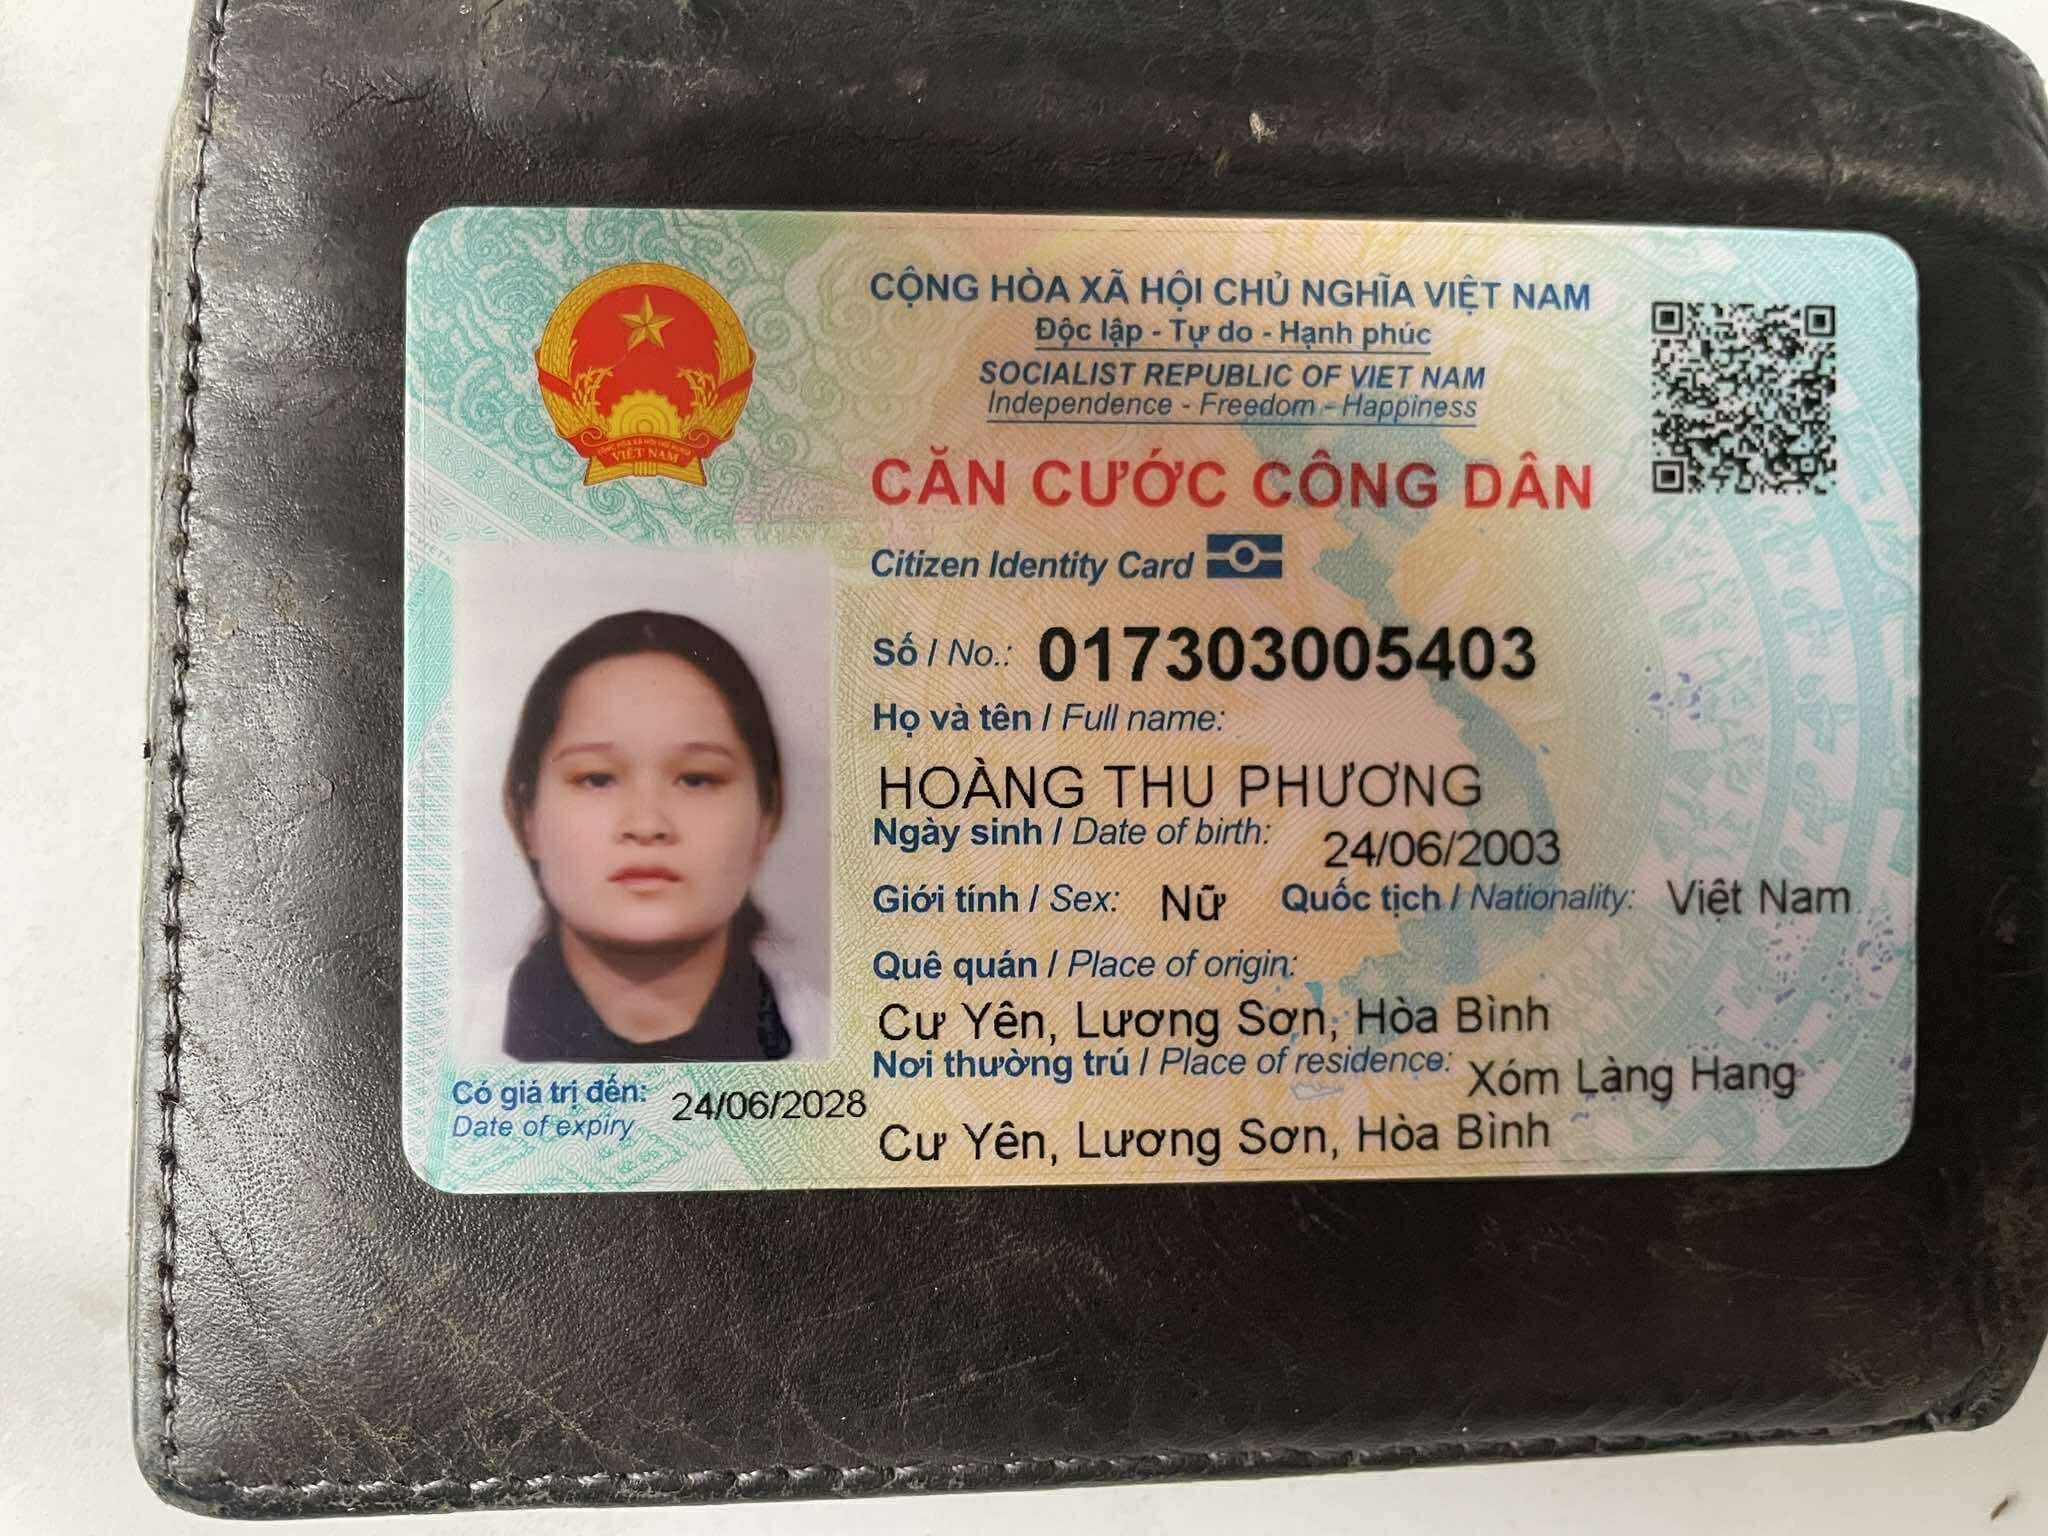 CỘNG HÒA XÃ HỘI CHỦ NGHĨA VIỆT NAM
Độc lập - Tự do - Hạnh phúc
SOCIALIST REPUBLIC OF VIET NAM
Independence - Freedom - Happiness
CĂN CƯỚC CÔNG DÂN
Citizen Identity Card
VIỆT NAM
Số / No.: 017303003005403
Họ và tên / Full name:
HOÀNG THU PHƯƠNG
Ngày sinh / Date of birth: 24/06/2003
Giới tính / Sex: Nữ Quốc tịch / Nationality: Việt Nam
Quê quán / Place of origin:
Cư Yên, Lương Sơn, Hòa Bình
Nơi thường trú / Place of residence: Xóm Làng Hang
Cư Yên, Lương Sơn, Hòa Bình
Có giá trị đến: 24/06/2028
Date of expiry